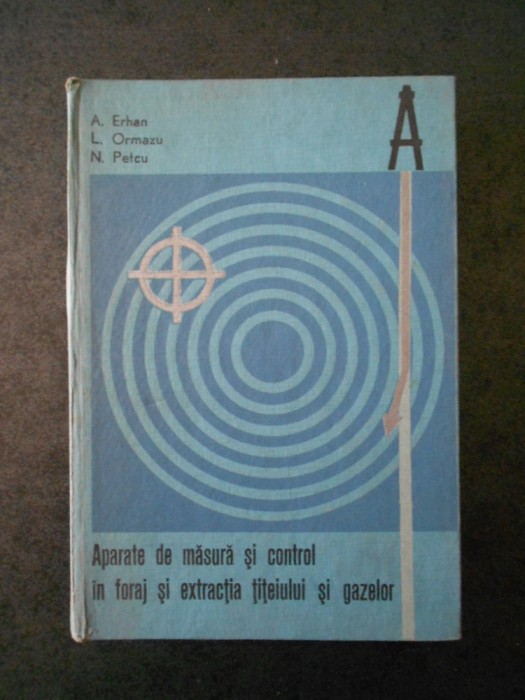 A. Erhan
L. Ormazu
N. Petcu
Aparate de măsură și control
în foraj și extracția țițeiului și gazelor